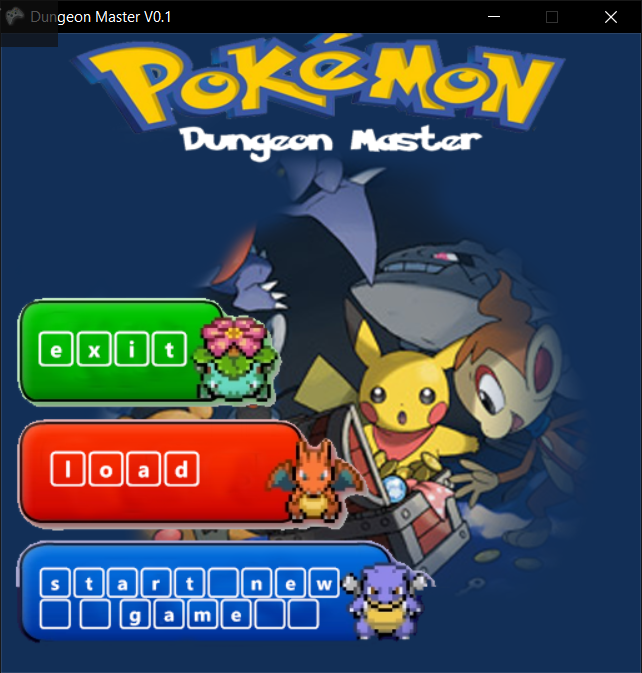 Dungeon Master V0.1
POKéMON
Dungeon Master
exit
load
start new
game